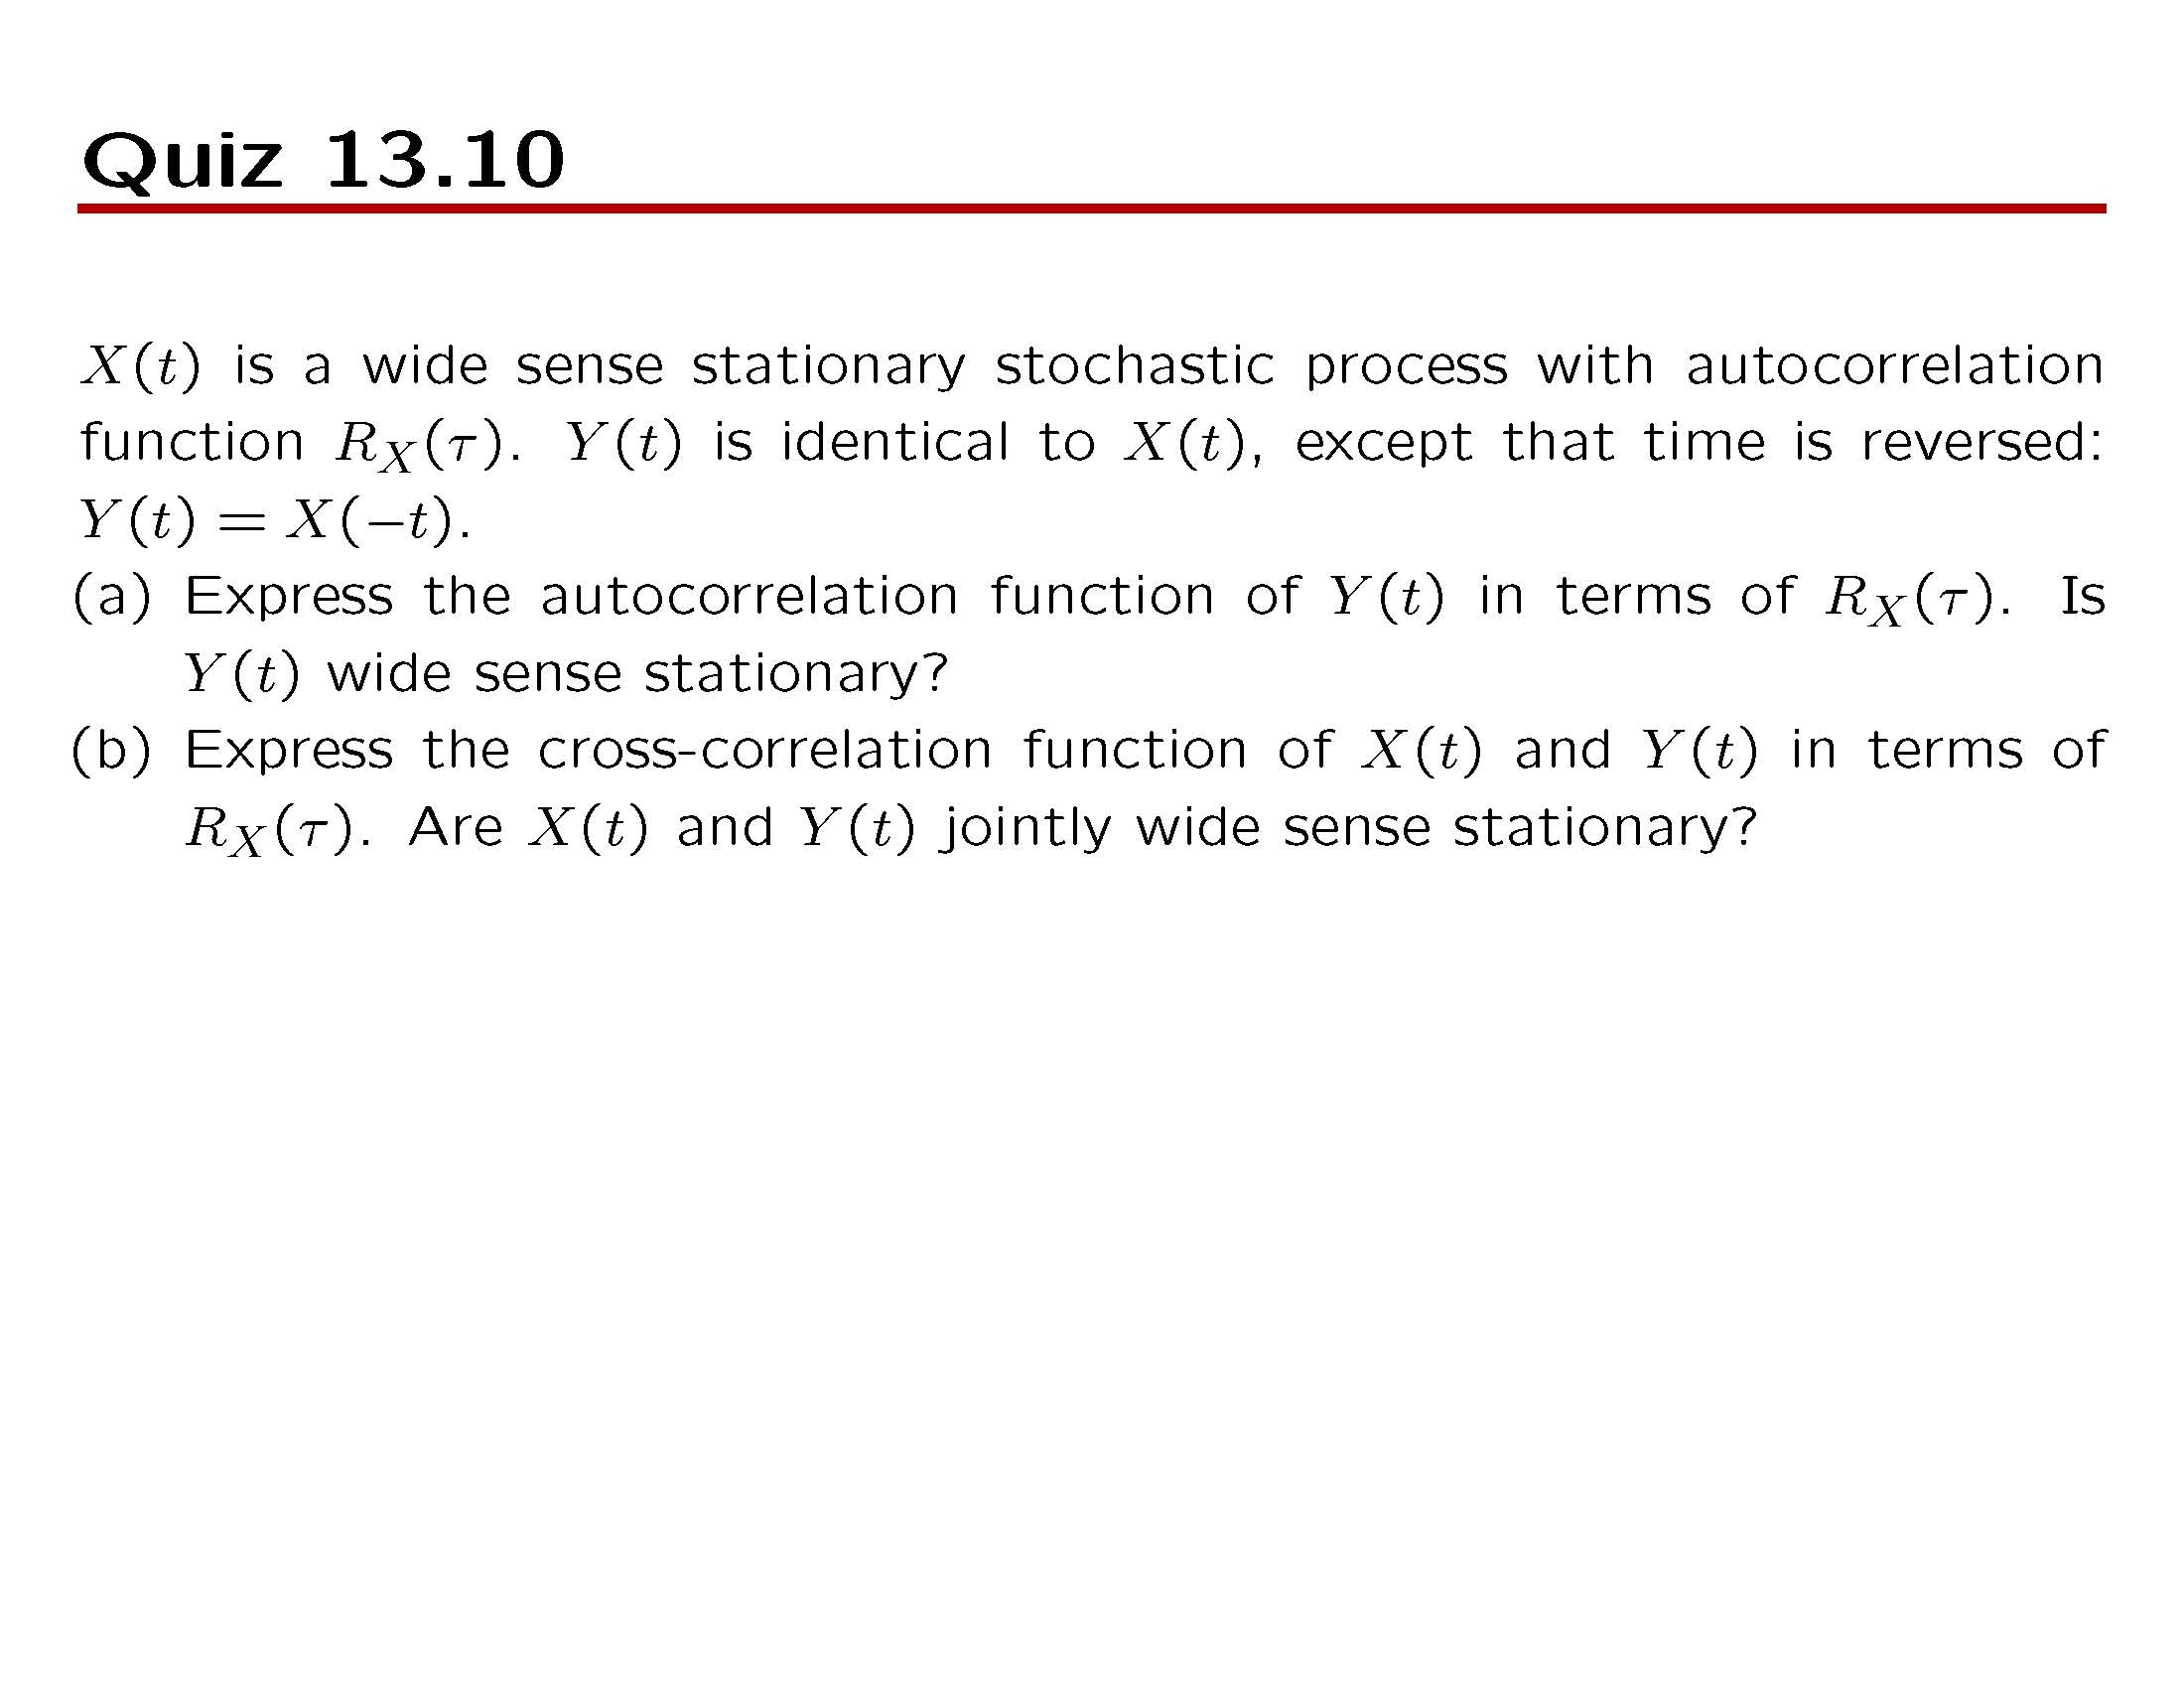 Quiz 13.10
X(t) is a wide sense stationary stochastic process with autocorrelation
function R_X(τ). Y(t) is identical to X(t), except that time is reversed:
Y(t) = X(−t).
(a) Express the autocorrelation function of Y(t) in terms of R_X(τ). Is
Y(t) wide sense stationary?
(b) Express the cross-correlation function of X(t) and Y(t) in terms of
R_X(τ). Are X(t) and Y(t) jointly wide sense stationary?